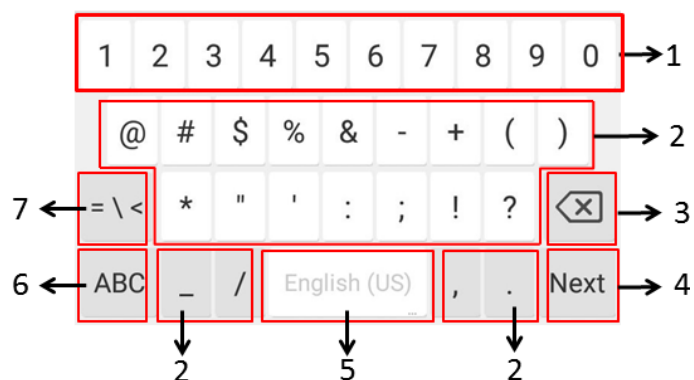 1 2 3 4 5 6 7 8 9 0 1
@ # $ % & - + ( ) 2
7 = \ < * " ' : ; ! ? 3
6 ABC _ / English (US) ... , . Next 4
2 5 2